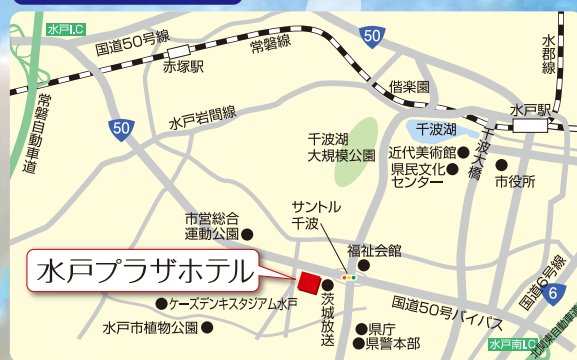 水戸I.C
国道50号線
常磐線
50
水郡線
赤塚駅
偕楽園
水戸駅
常磐自動車道
水戸岩間線
50
千波湖
千波湖
大規模公園
近代美術館
県民文化
センター
千波大橋
市役所
サントル
千波
市営総合
運動公園
福祉会館
水戸プラザホテル
茨城放送
国道50号バイパス
国道6号線
6
ケーズデンキスタジアム水戸
水戸市植物公園
県庁
県警本部
水戸南I.C
北関東自動車道